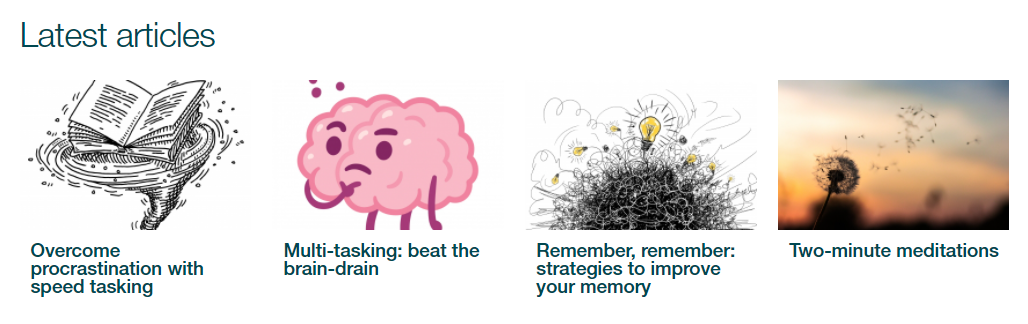 Latest articles
Overcome
procrastination with
speed tasking
Multi-tasking: beat the
brain-drain
Remember, remember:
strategies to improve
your memory
Two-minute meditations